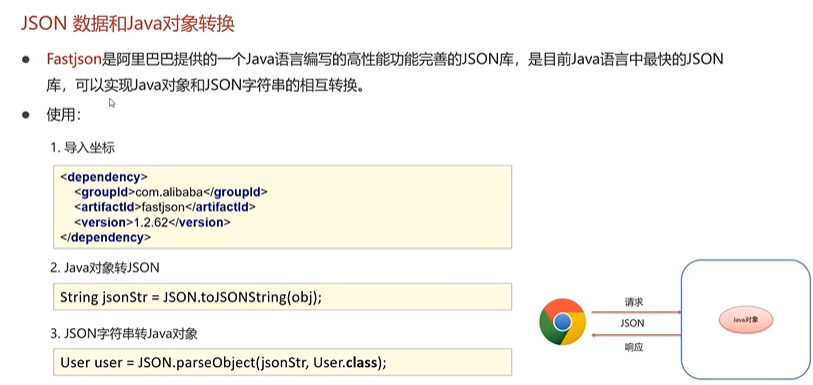 JSON 数据和Java对象转换
● Fastjson是阿里巴巴提供的一个Java语言编写的高性能功能完善的JSON库，是目前Java语言中最快的JSON
库，可以实现Java对象和JSON字符串的相互转换。
● 使用：
1. 导入坐标
<dependency>
<groupId>com.alibaba</groupId>
<artifactId>fastjson</artifactId>
<version>1.2.62</version>
</dependency>
2. Java对象转JSON
String jsonStr = JSON.toJSONString(obj);
3. JSON字符串转Java对象
User user = JSON.parseObject(jsonStr, User.class);
请求
JSON
响应
Java对象